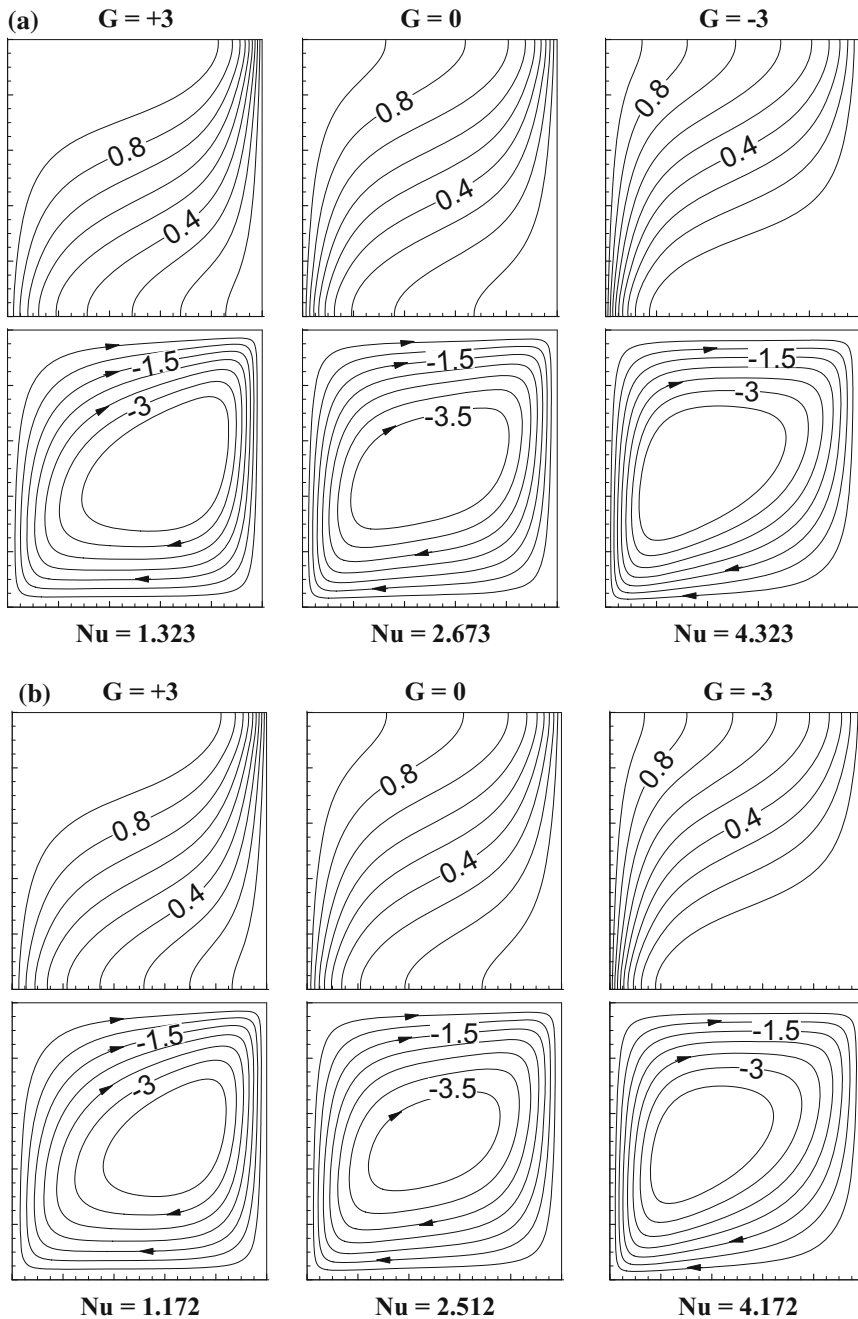 (a)
G = +3 G = 0 G = -3
0.8 0.8 0.8
0.4 0.4 0.4
-1.5 -1.5 -1.5
-3 -3.5 -3
Nu = 1.323 Nu = 2.673 Nu = 4.323
(b)
G = +3 G = 0 G = -3
0.8 0.8 0.8
0.4 0.4 0.4
-1.5 -1.5 -1.5
-3 -3.5 -3
Nu = 1.172 Nu = 2.512 Nu = 4.172